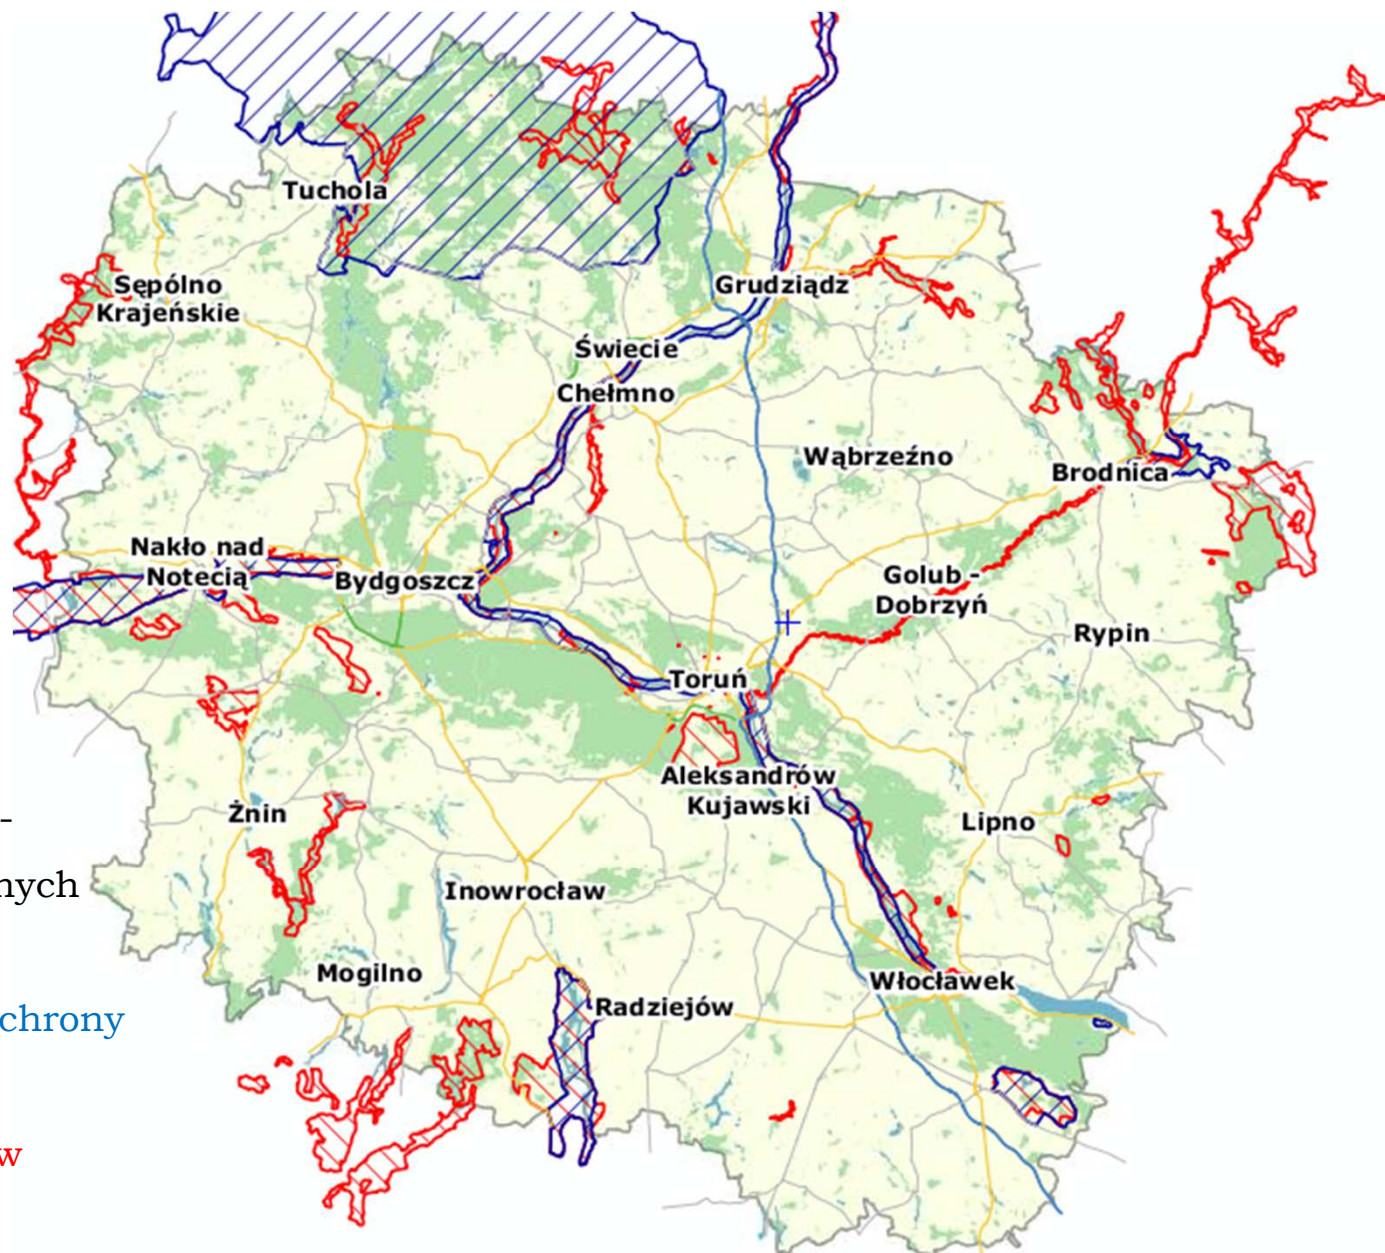 Tuchola
Sępólno
Krajeńskie
Grudziądz
Świecie
Chełmno
Wąbrzeźno
Brodnica
Nakło nad
Notecią
Bydgoszcz
Golub -
Dobrzyń
Rypin
Toruń
Aleksandrów
Kujawski
Żnin
Lipno
-
nych
Inowrocław
Mogilno
Włocławek
Radziejów
chrony
w